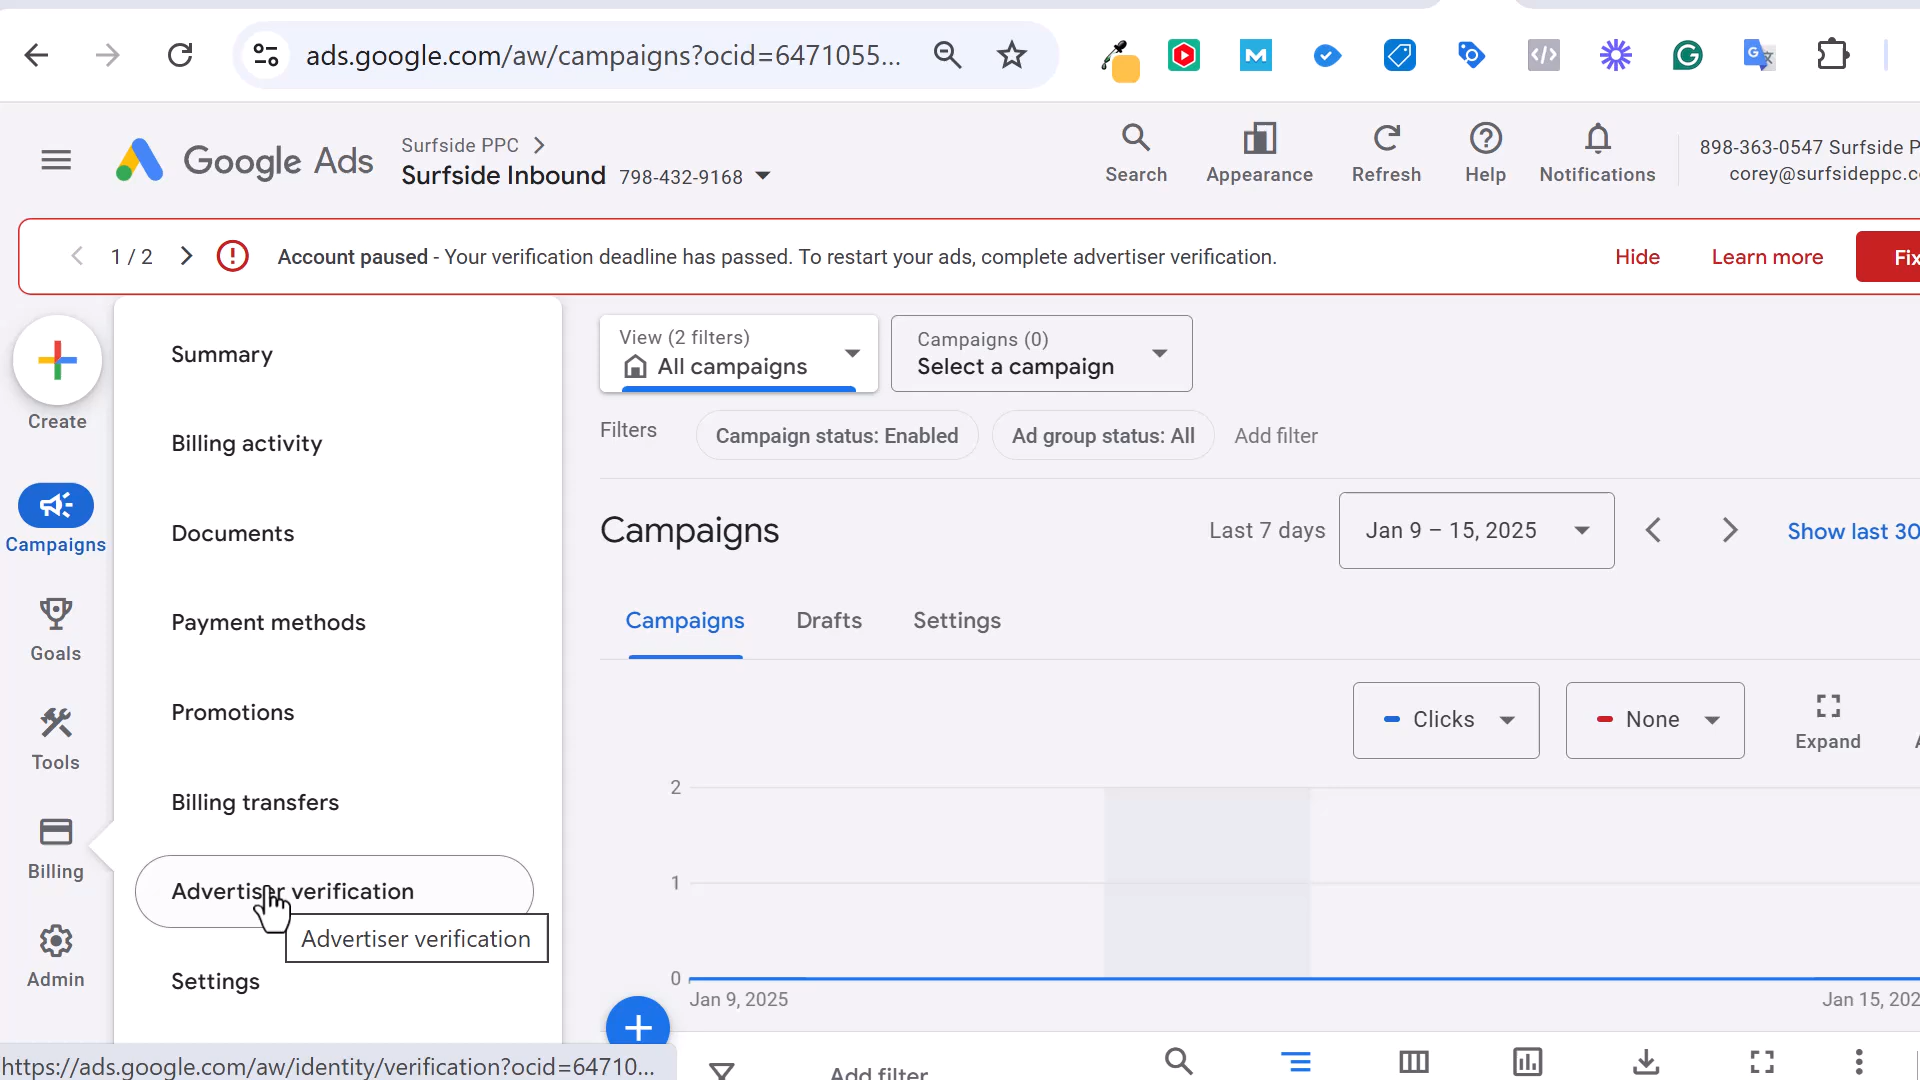 ads.google.com/aw/campaigns?ocid=6471055...
Google Ads
Surfside PPC
Surfside Inbound 798-432-9168
Search
Appearance
Refresh
Help
Notifications
898-363-0547 Surfside P
corey@surfsideppc.c
1 / 2
Account paused - Your verification deadline has passed. To restart your ads, complete advertiser verification.
Hide
Learn more
Fix
Create
Campaigns
Goals
Tools
Billing
Admin
Summary
Billing activity
Documents
Payment methods
Promotions
Billing transfers
Advertiser verification
Advertiser verification
Settings
View (2 filters)
All campaigns
Campaigns (0)
Select a campaign
Filters
Campaign status: Enabled
Ad group status: All
Add filter
Campaigns
Last 7 days
Jan 9 – 15, 2025
Show last 30
Campaigns
Drafts
Settings
Clicks
None
Expand
2
1
0
Jan 9, 2025
Jan 15, 202
Add filter
https://ads.google.com/aw/identity/verification?ocid=64710...